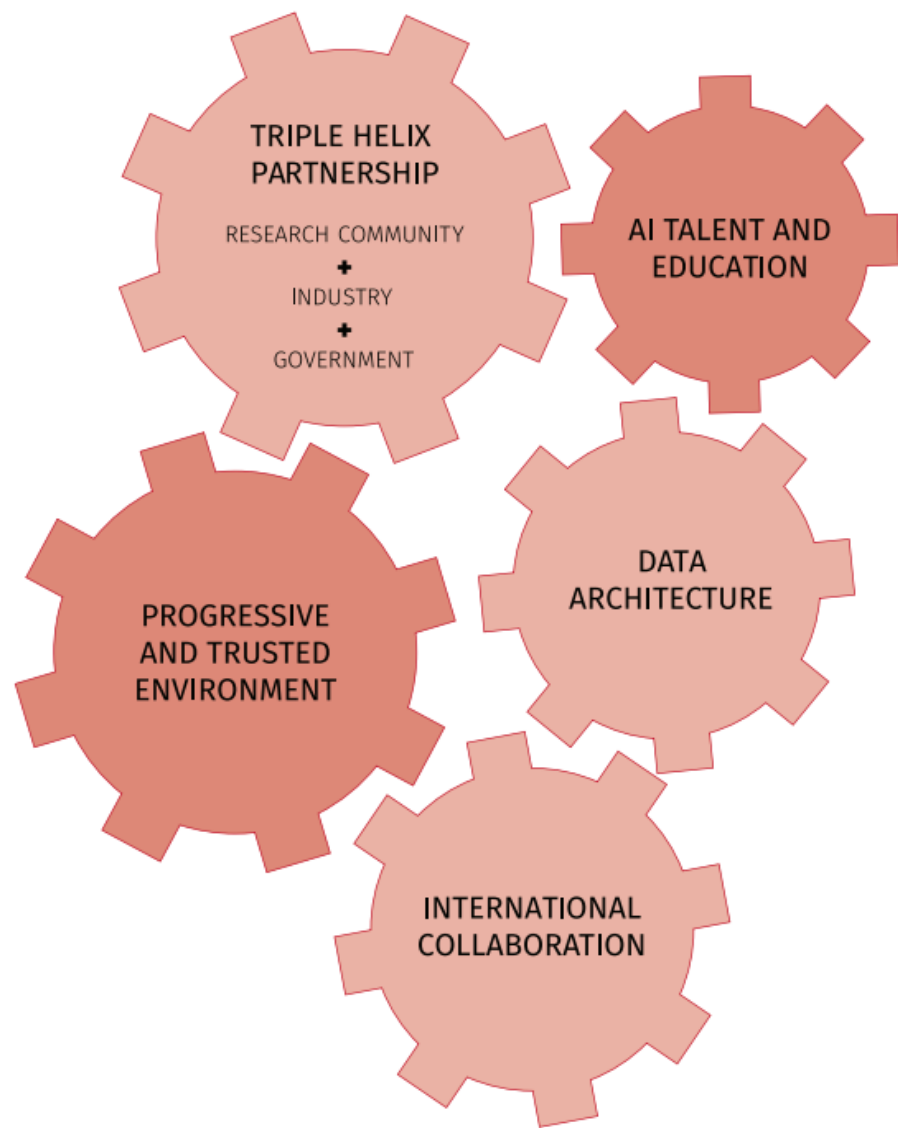 TRIPLE HELIX
PARTNERSHIP
RESEARCH COMMUNITY
+
INDUSTRY
+
GOVERNMENT
AI TALENT AND
EDUCATION
PROGRESSIVE
AND TRUSTED
ENVIRONMENT
DATA
ARCHITECTURE
INTERNATIONAL
COLLABORATION